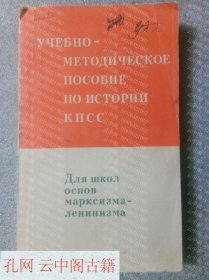 УЧЕБНО-
МЕТОДИЧЕСКОЕ
ПОСОБИЕ
ПО ИСТОРИИ
КПСС
Для школ
основ
марксизма-
ленинизма
孔网 云中阁古籍